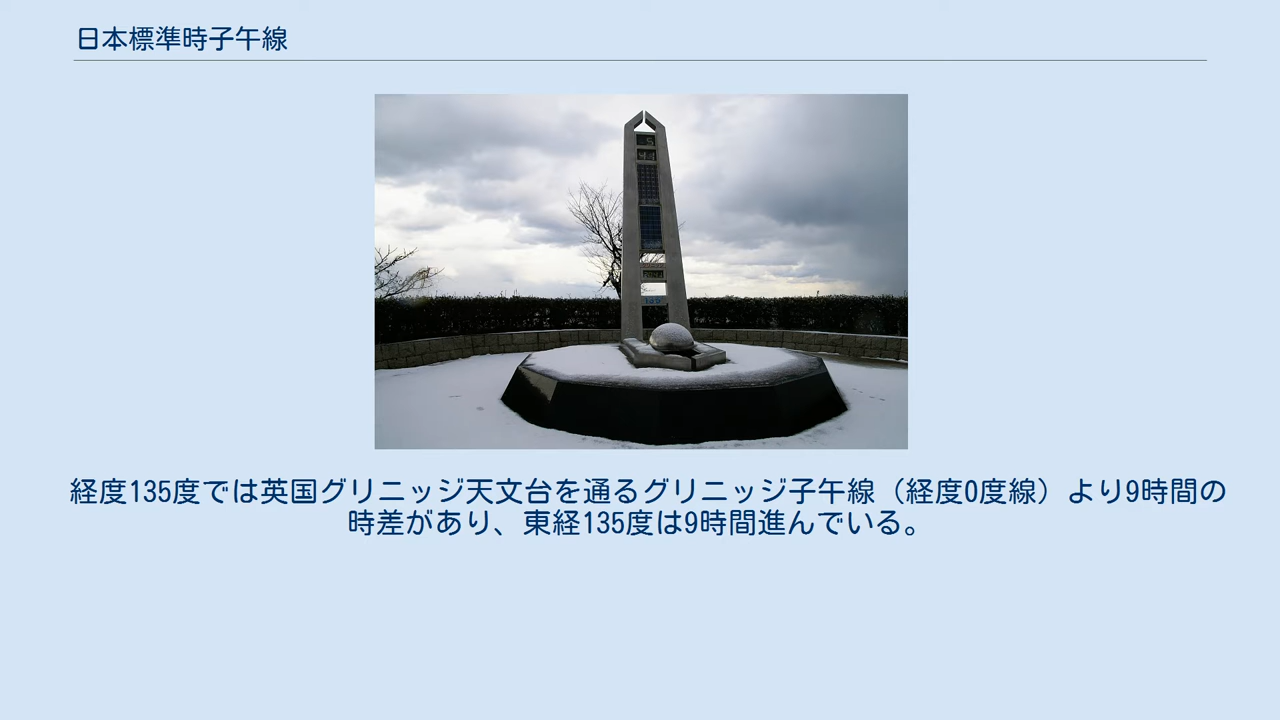 日本標準時子午線
経度135度では英国グリニッジ天文台を通るグリニッジ子午線（経度0度線）より9時間の
時差があり、東経135度は9時間進んでいる。